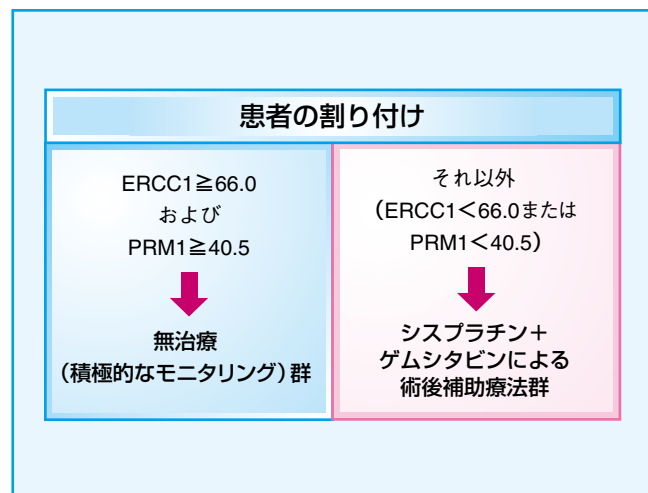 患者の割り付け
ERCC1≧66.0
および
PRM1≧40.5
無治療
（積極的なモニタリング）群
それ以外
（ERCC1＜66.0または
PRM1＜40.5）
シスプラチン＋
ゲムシタビンによる
術後補助療法群